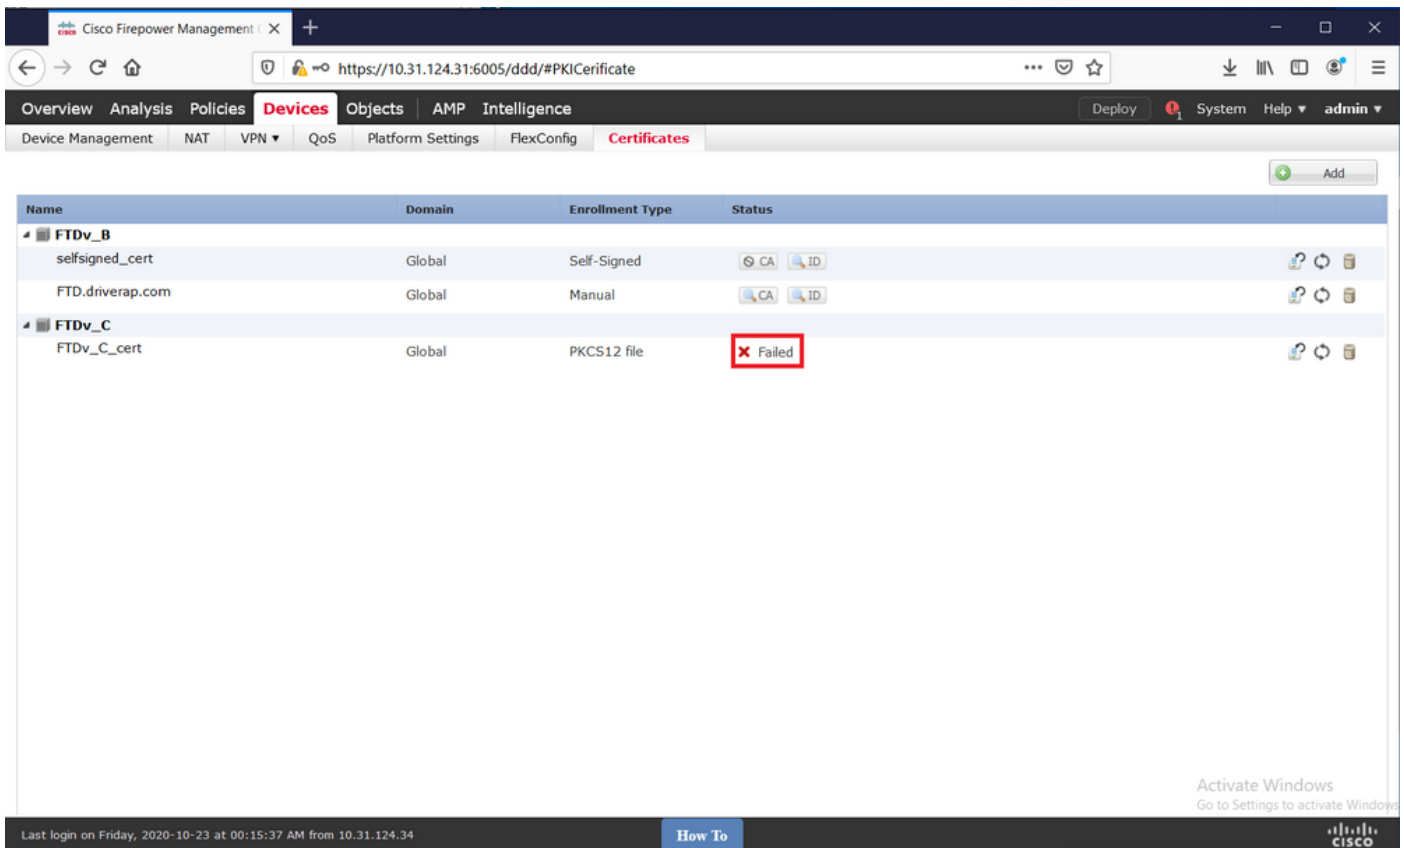 Cisco Firepower Management C
https://10.31.124.31:6005/ddd/#PKICerificate
Overview Analysis Policies Devices Objects AMP Intelligence Deploy 1 System Help admin
Device Management NAT VPN QoS Platform Settings FlexConfig Certificates
Add
Name Domain Enrollment Type Status
FTDv_B
selfsigned_cert Global Self-Signed CA ID
FTD.driverap.com Global Manual CA ID
FTDv_C
FTDv_C_cert Global PKCS12 file Failed
Activate Windows
Go to Settings to activate Windows
Last login on Friday, 2020-10-23 at 00:15:37 AM from 10.31.124.34 How To CISCO